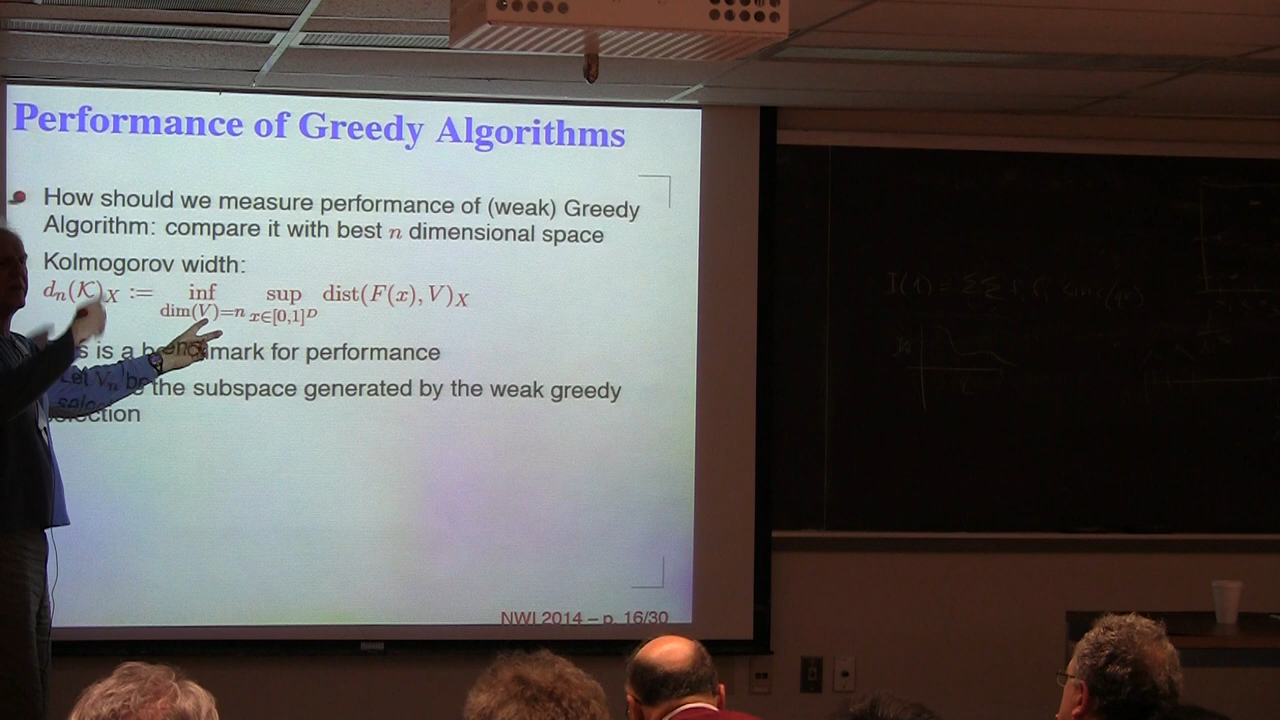 Performance of Greedy Algorithms
How should we measure performance of (weak) Greedy
Algorithm: compare it with best n dimensional space
Kolmogorov width:
d_n(K)_X := inf_{dim(V)=n} sup_{x∈[0,1]^D} dist(F(x), V)_X
is a benchmark for performance
Let V_n be the subspace generated by the weak greedy
selection
NWI 2014 – p. 16/30